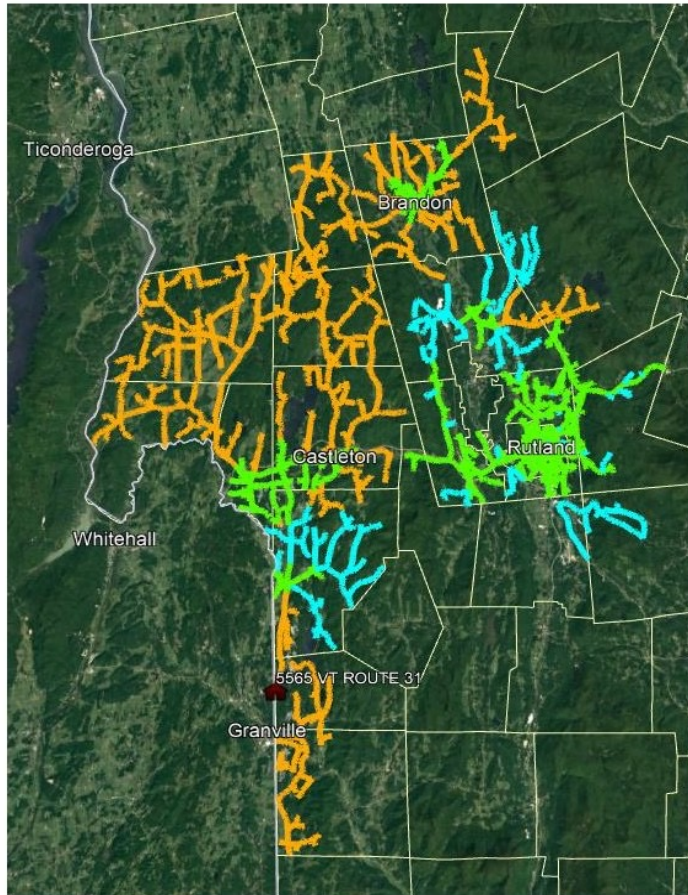 Ticonderoga
Brandon
Rutland
Castleton
Whitehall
5565 VT ROUTE 31
Granville